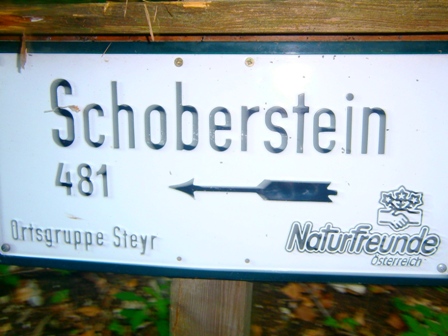 Schoberstein
481
Ortsgruppe Steyr
Naturfreunde
Österreich